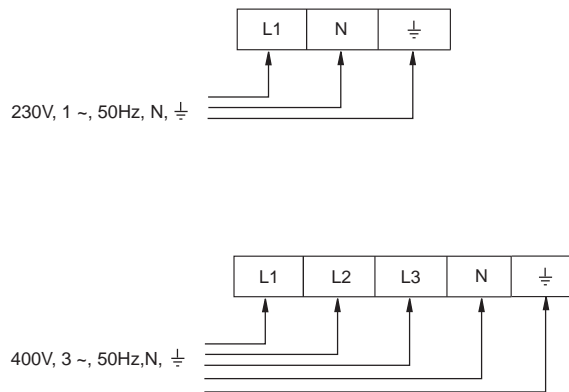 L1 N ⏚
230V, 1 ~, 50Hz, N, ⏚
L1 L2 L3 N ⏚
400V, 3 ~, 50Hz,N, ⏚